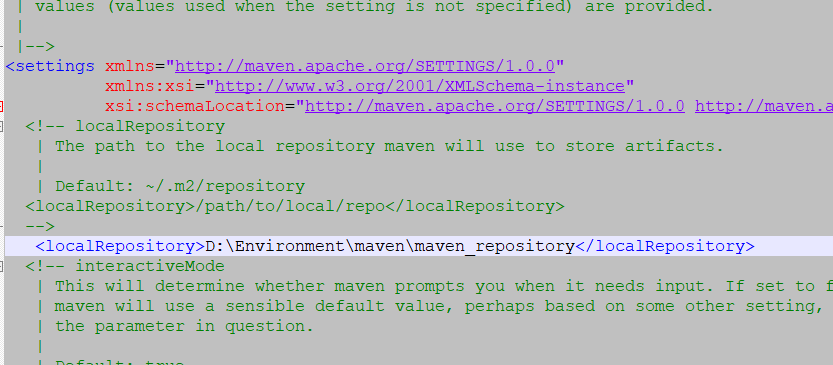 | values (values used when the setting is not specified) are provided.
|
|-->
<settings xmlns="http://maven.apache.org/SETTINGS/1.0.0"
xmlns:xsi="http://www.w3.org/2001/XMLSchema-instance"
xsi:schemaLocation="http://maven.apache.org/SETTINGS/1.0.0 http://maven.a
<!-- localRepository
| The path to the local repository maven will use to store artifacts.
|
| Default: ~/.m2/repository
<localRepository>/path/to/local/repo</localRepository>
-->
<localRepository>D:\Environment\maven\maven_repository</localRepository>
<!-- interactiveMode
| This will determine whether maven prompts you when it needs input. If set to f
| maven will use a sensible default value, perhaps based on some other setting,
| the parameter in question.
|
| Default: true